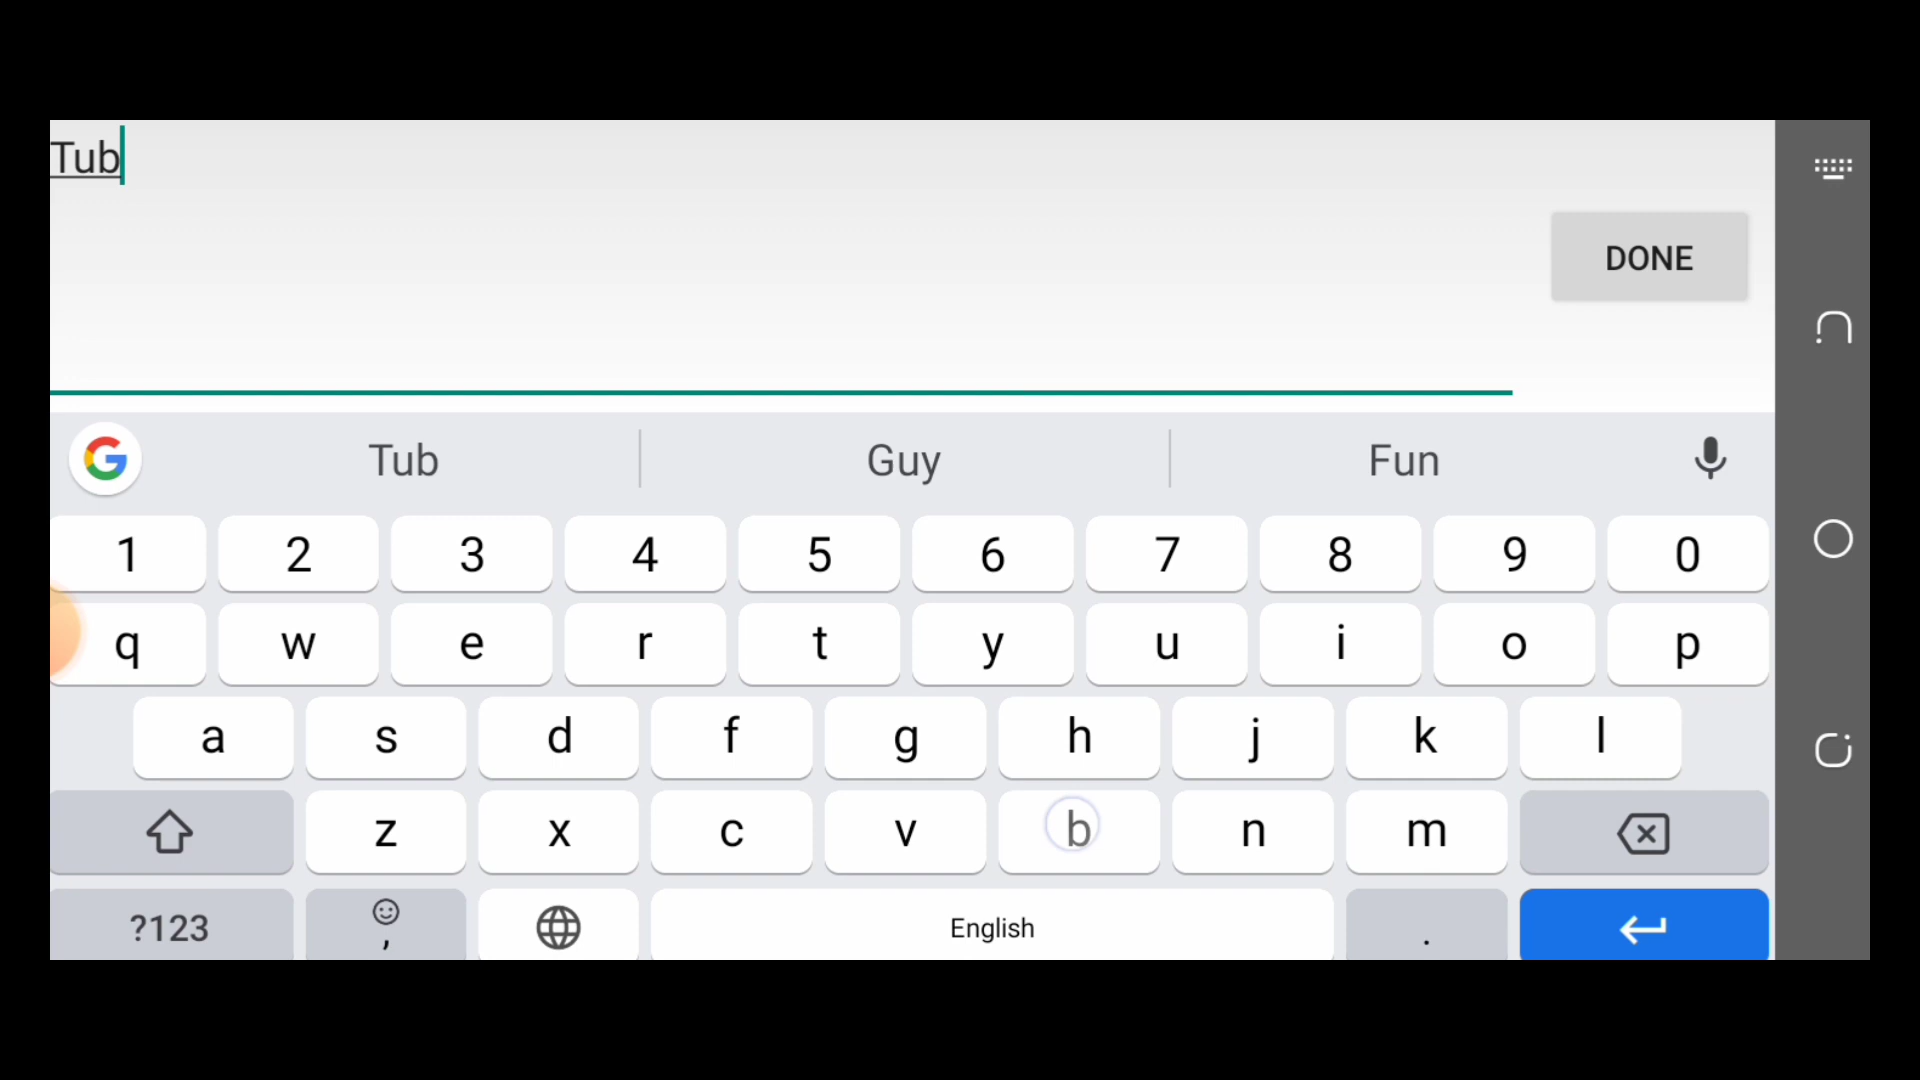 Tub
DONE
Tub Guy Fun
1 2 3 4 5 6 7 8 9 0
q w e r t y u i o p
a s d f g h j k l
z x c v b n m
?123 , English .